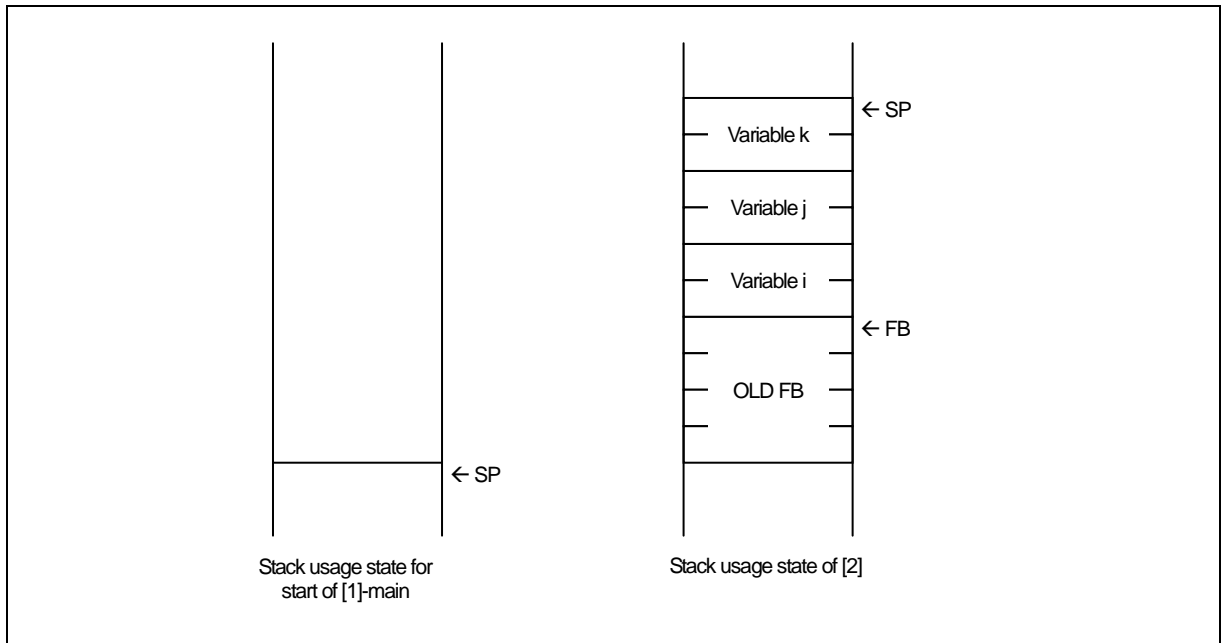 ← SP
Variable k
Variable j
Variable i
← FB
OLD FB
← SP
Stack usage state for
start of [1]-main
Stack usage state of [2]